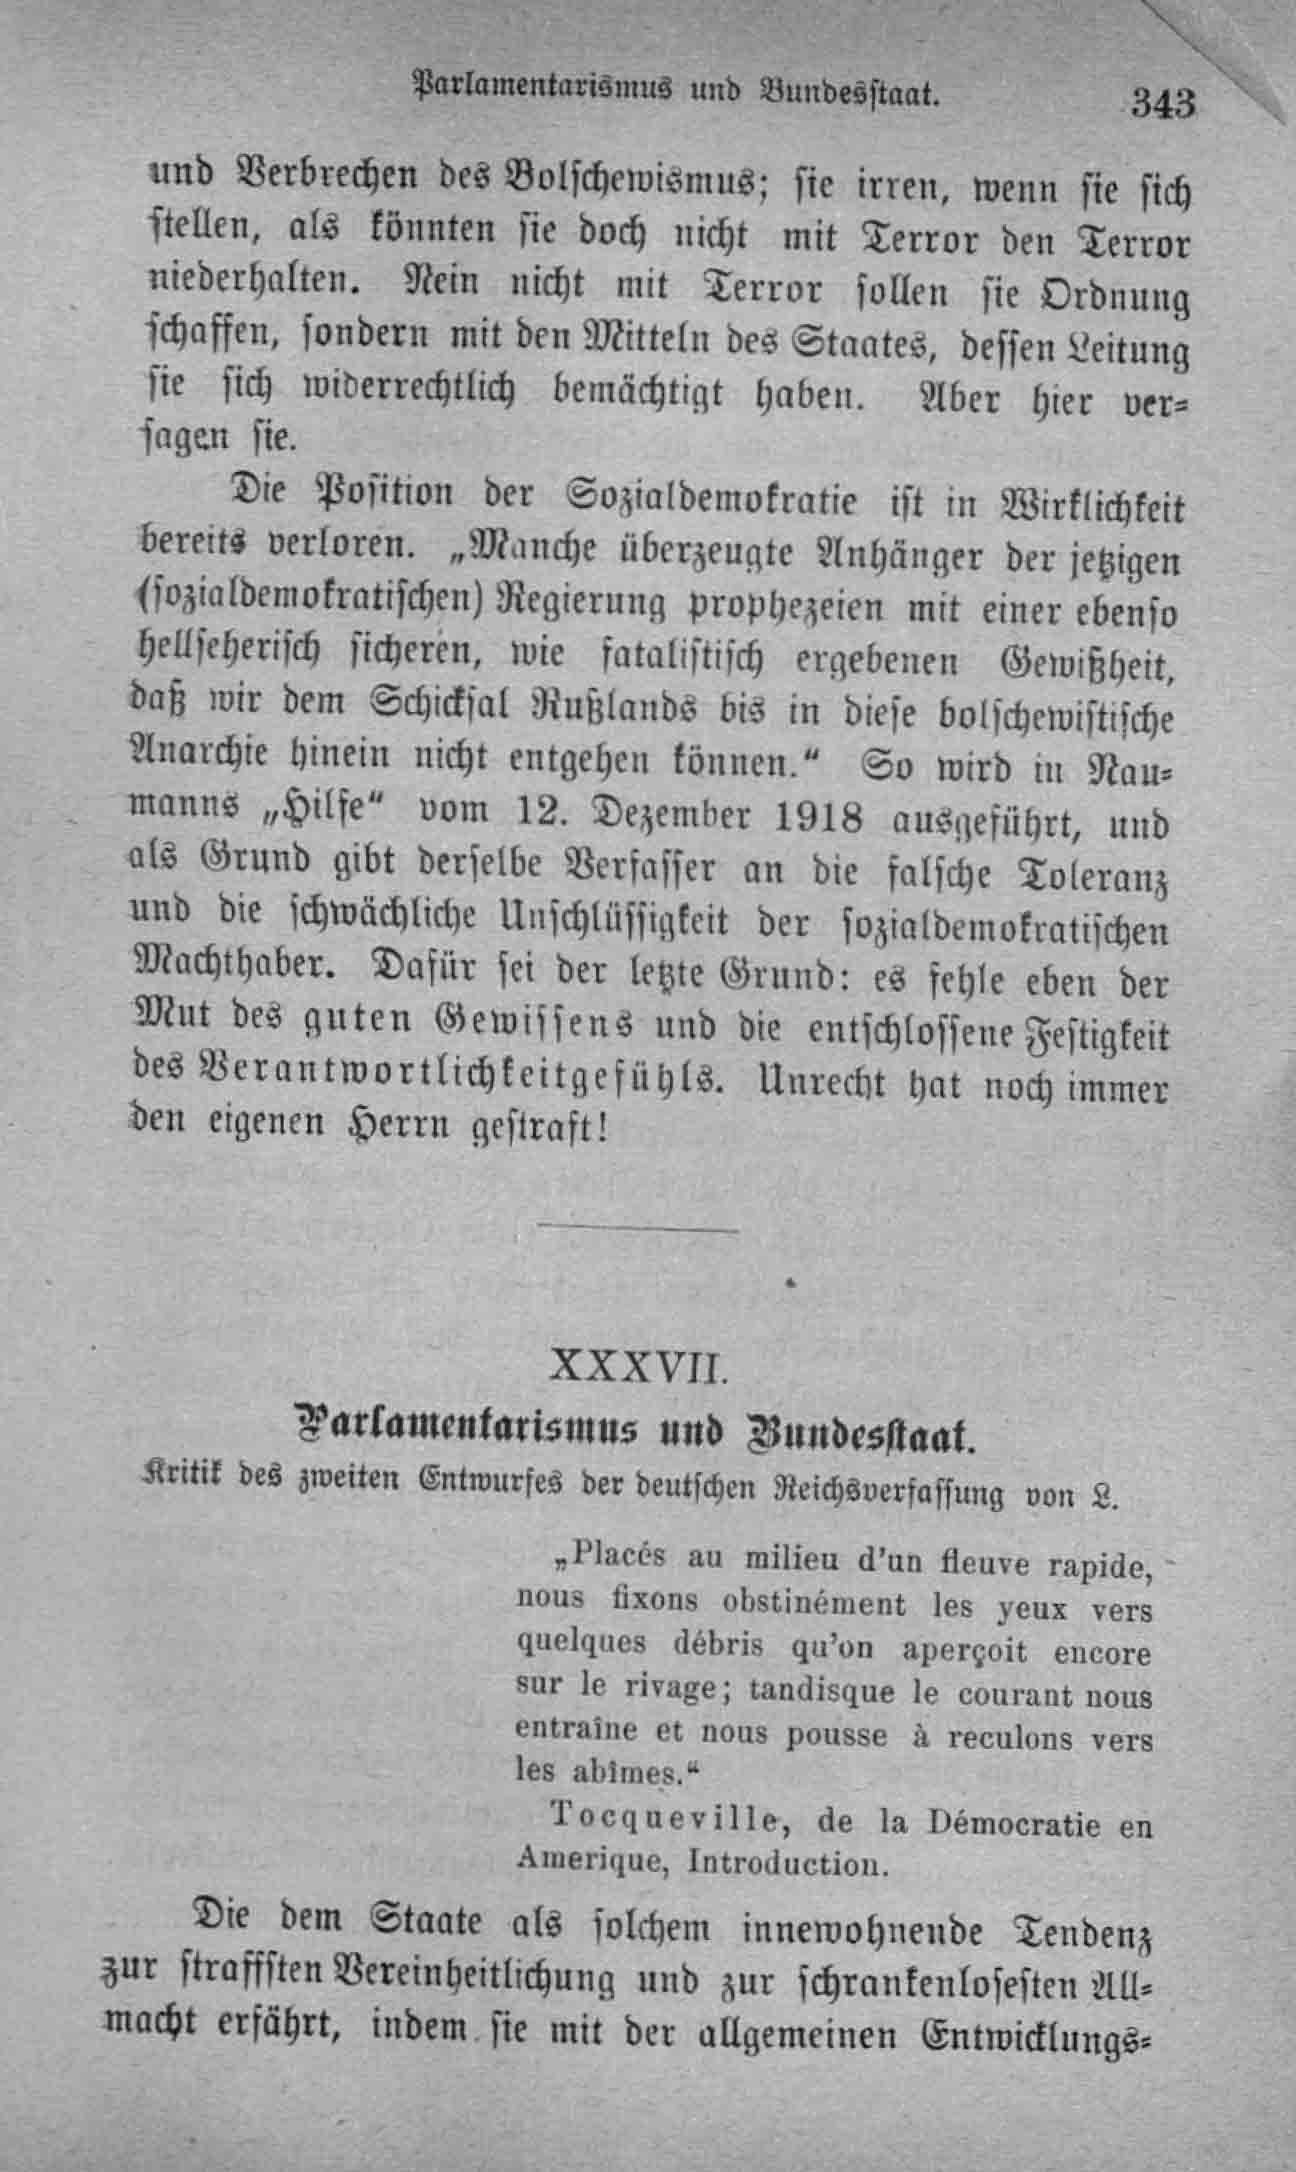 Parlamentarismus und Bundesstaat. 343
und Verbrechen des Bolschewismus; sie irren, wenn sie sich
stellen, als könnten sie doch nicht mit Terror den Terror
niederhalten. Nein nicht mit Terror sollen sie Ordnung
schaffen, sondern mit den Mitteln des Staates, dessen Leitung
sie sich widerrechtlich bemächtigt haben. Aber hier ver-
sagen sie.
Die Position der Sozialdemokratie ist in Wirklichkeit
bereits verloren. „Manche überzeugte Anhänger der jetzigen
(sozialdemokratischen) Regierung prophezeien mit einer ebenso
hellseherisch sicheren, wie fatalistisch ergebenen Gewißheit,
daß wir dem Schicksal Rußlands bis in diese bolschewistische
Anarchie hinein nicht entgehen können.“ So wird in Nau-
manns „Hilfe“ vom 12. Dezember 1918 ausgeführt, und
als Grund gibt derselbe Verfasser an die falsche Toleranz
und die schwächliche Unschlüssigkeit der sozialdemokratischen
Machthaber. Dafür sei der letzte Grund: es fehle eben der
Mut des guten Gewissens und die entschlossene Festigkeit
des Verantwortlichkeitgefühls. Unrecht hat noch immer
den eigenen Herrn gestraft!
XXXVII.
Parlamentarismus und Bundesstaat.
Kritik des zweiten Entwurfes der deutschen Reichsverfassung von L.
„Placés au milieu d'un fleuve rapide,
nous fixons obstinément les yeux vers
quelques débris qu'on aperçoit encore
sur le rivage; tandisque le courant nous
entraîne et nous pousse à reculons vers
les abîmes.“
Tocqueville, de la Démocratie en
Amerique, Introduction.
Die dem Staate als solchem innewohnende Tendenz
zur straffsten Vereinheitlichung und zur schrankenlosesten All-
macht erfährt, indem sie mit der allgemeinen Entwicklungs-